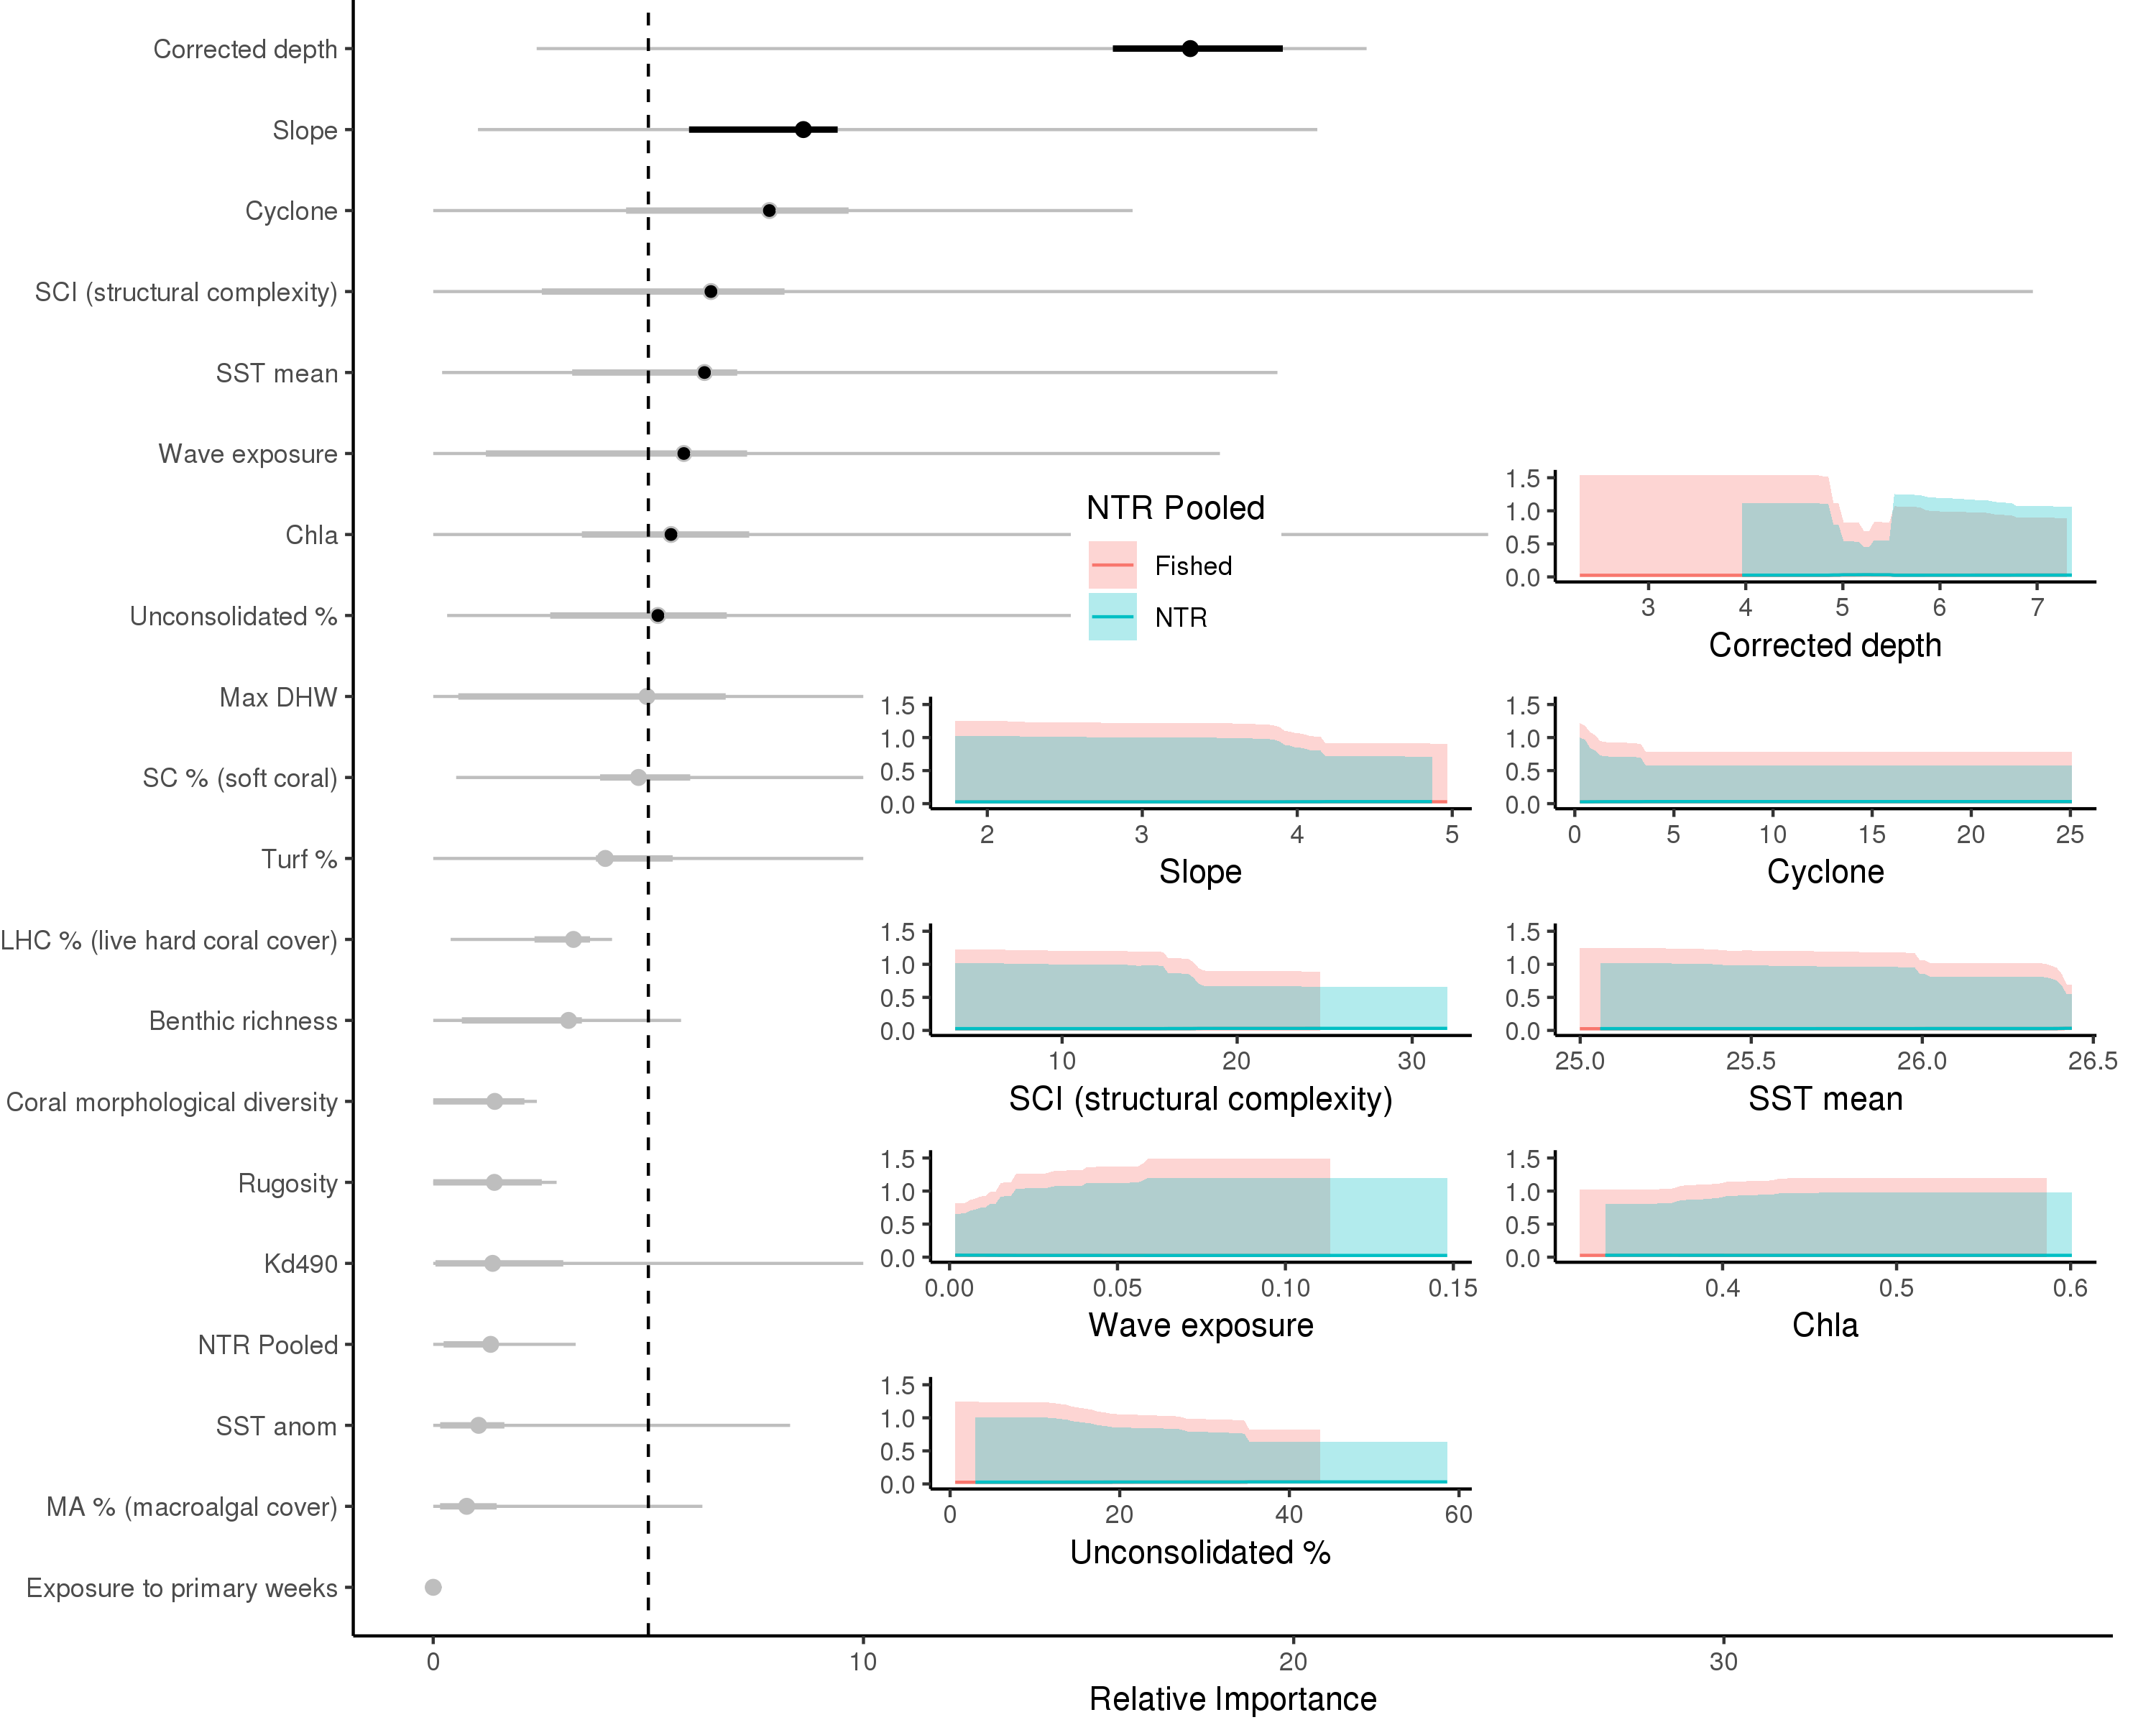 Corrected depth
Slope
Cyclone
SCI (structural complexity)
SST mean
Wave exposure
Chla
Unconsolidated %
Max DHW
SC % (soft coral)
Turf %
LHC % (live hard coral cover)
Benthic richness
Coral morphological diversity
Rugosity
Kd490
NTR Pooled
SST anom
MA % (macroalgal cover)
Exposure to primary weeks
0 10 20 30
Relative Importance
NTR Pooled
Fished
NTR
1.5
1.0
0.5
0.0
3 4 5 6 7
Corrected depth
1.5
1.0
0.5
0.0
2 3 4 5
Slope
1.5
1.0
0.5
0.0
0 5 10 15 20 25
Cyclone
1.5
1.0
0.5
0.0
10 20 30
SCI (structural complexity)
1.5
1.0
0.5
0.0
25.0 25.5 26.0 26.5
SST mean
1.5
1.0
0.5
0.0
0.00 0.05 0.10 0.15
Wave exposure
1.5
1.0
0.5
0.0
0.4 0.5 0.6
Chla
1.5
1.0
0.5
0.0
0 20 40 60
Unconsolidated %